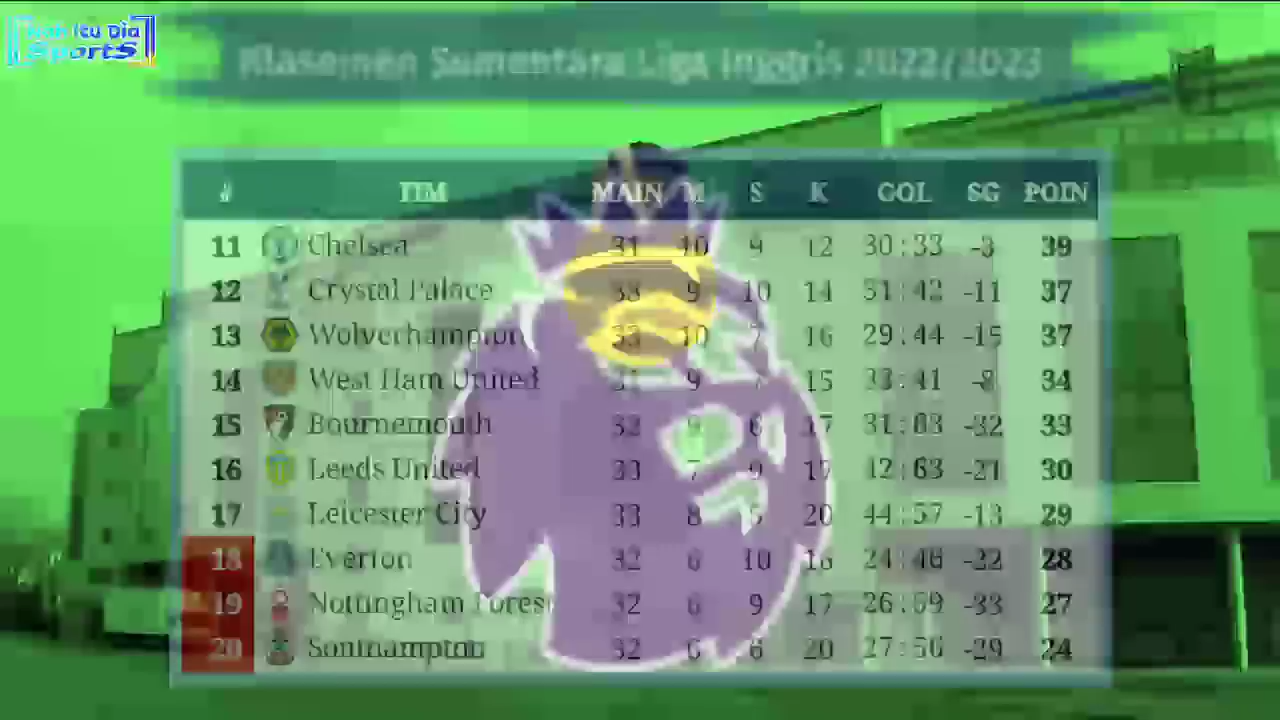 Nah Itu Dia
Sports
Klasemen Sementara Liga Inggris 2022/2023
# TIM MAIN M S K GOL SG POIN
11 Chelsea 31 10 9 12 30:33 -3 39
12 Crystal Palace 33 9 10 14 31:42 -11 37
13 Wolverhampton 33 10 7 16 29:44 -15 37
14 West Ham United 31 9 7 15 33:41 -8 34
15 Bournemouth 32 9 6 17 31:63 -32 33
16 Leeds United 33 7 9 17 42:63 -21 30
17 Leicester City 33 8 5 20 44:57 -13 29
18 Everton 32 6 10 16 24:46 -22 28
19 Nottingham Forest 32 6 9 17 26:59 -33 27
20 Southampton 32 6 6 20 27:56 -29 24